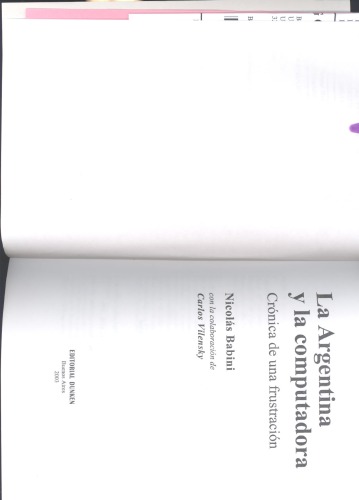 La Argentina
y la computadora
Crónica de una frustración
Nicolás Babini
con la colaboración de
Carlos Vilensky
EDITORIAL DUNKEN
Buenos Aires
2003